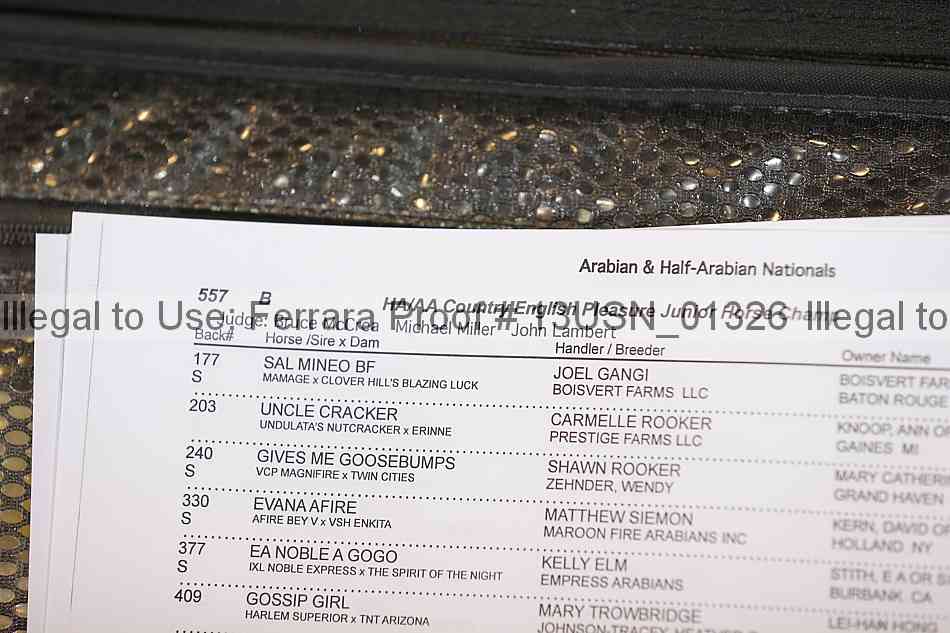 Arabian & Half-Arabian Nationals
557 B HA/AA Country English Pleasure Junior Horse Champ
Illegal to Use; Ferrara Proof # 13USN_01326 Illegal to
Judge: Bruce McCrea Michael Miller John Lambert
Back# Horse /Sire x Dam Handler / Breeder Owner Name
177 SAL MINEO BF JOEL GANGI BOISVERT FAR
S MAMAGE x CLOVER HILL'S BLAZING LUCK BOISVERT FARMS LLC BATON ROUGE
203 UNCLE CRACKER CARMELLE ROOKER KNOOP, ANN OR
UNDULATA'S NUTCRACKER x ERINNE PRESTIGE FARMS LLC GAINES MI
240 GIVES ME GOOSEBUMPS SHAWN ROOKER MARY CATHERI
S VCP MAGNIFIRE x TWIN CITIES ZEHNDER, WENDY GRAND HAVEN
330 EVANA AFIRE MATTHEW SIEMON KERN, DAVID O
S AFIRE BEY V x VSH ENKITA MAROON FIRE ARABIANS INC HOLLAND NY
377 EA NOBLE A GOGO KELLY ELM STITH, E A OR
S IXL NOBLE EXPRESS x THE SPIRIT OF THE NIGHT EMPRESS ARABIANS BURBANK CA
409 GOSSIP GIRL MARY TROWBRIDGE LEI-HAN HONG
HARLEM SUPERIOR x TNT ARIZONA JOHNSON-TRACEY